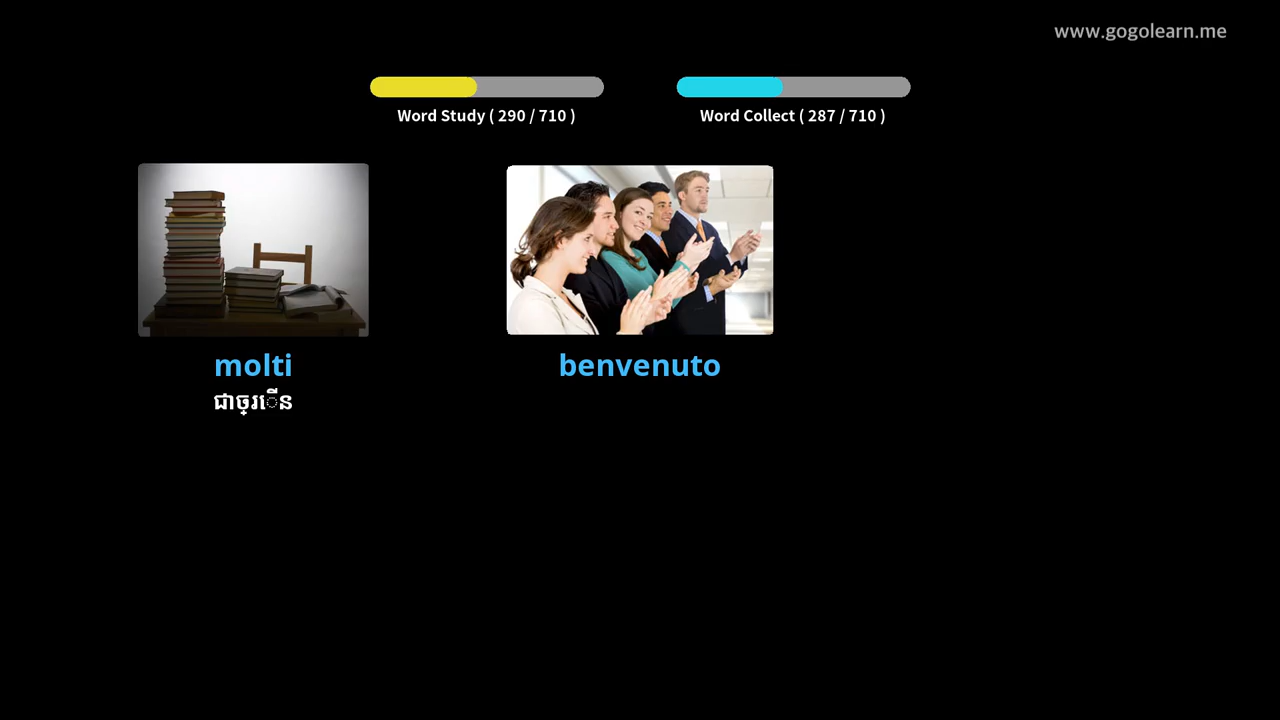 www.gogolearn.me
Word Study ( 290 / 710 )
Word Collect ( 287 / 710 )
molti
ជាច្រើន
benvenuto